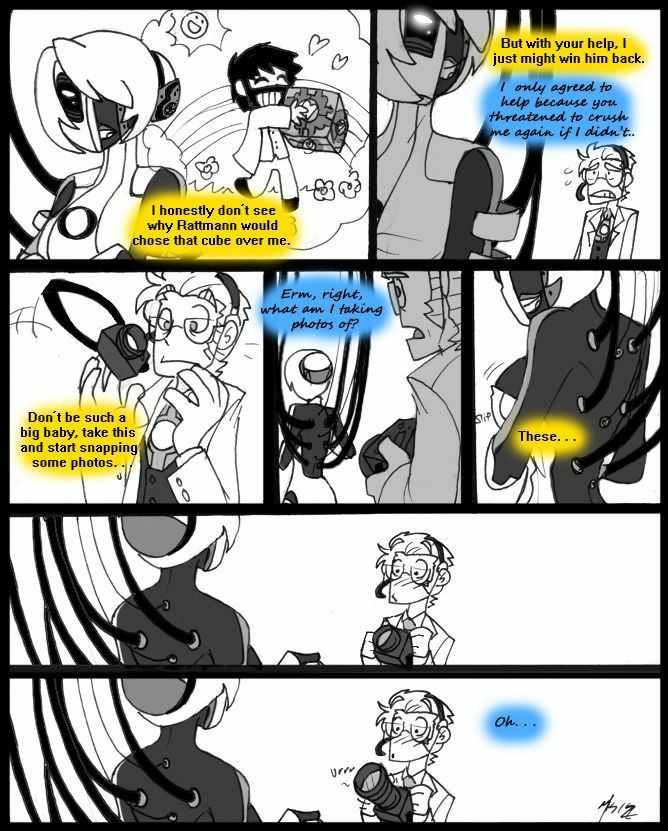 I honestly don't see
why Rattmann would
chose that cube over me.
But with your help, I
just might win him back.
I only agreed to
help because you
threatened to crush
me again if I didn't..
Don't be such a
big baby, take this
and start snapping
some photos. . .
Erm, right,
what am I taking
photos of?
Slip
These. . .
Oh. . .
Vrrr